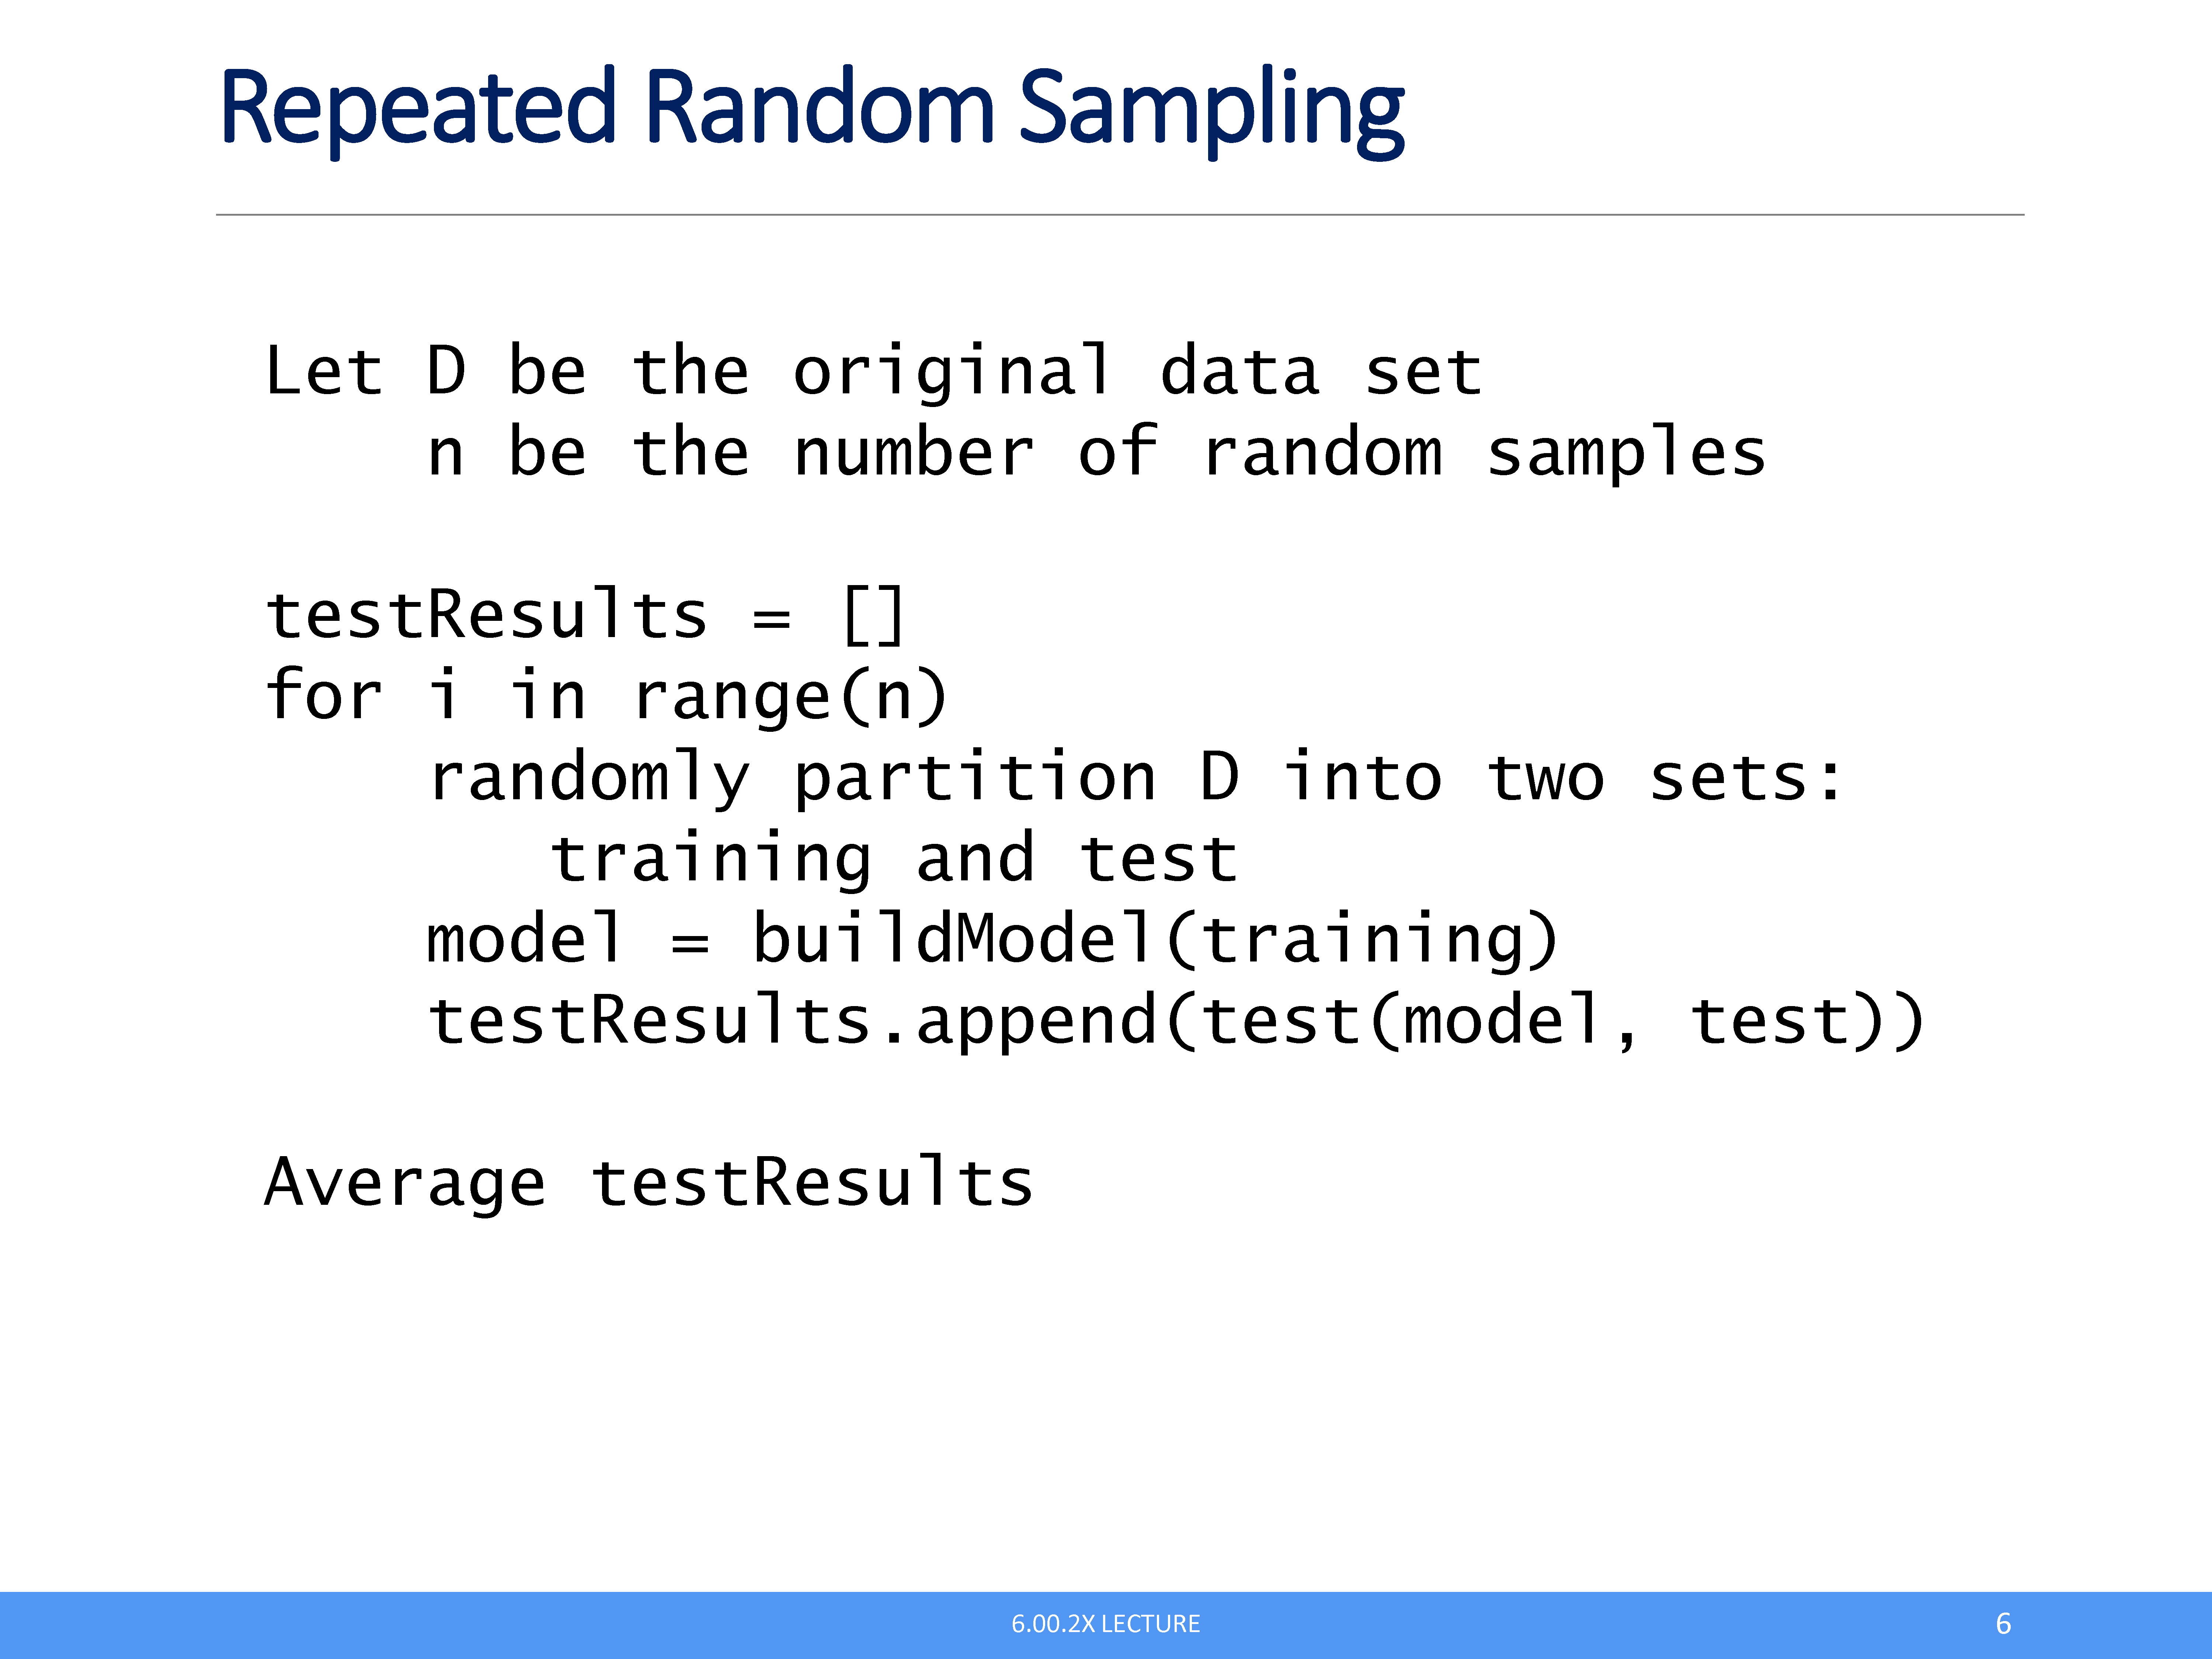 Repeated Random Sampling
Let D be the original data set
    n be the number of random samples
testResults = []
for i in range(n)
    randomly partition D into two sets:
       training and test
    model = buildModel(training)
    testResults.append(test(model, test))
Average testResults
6.00.2X LECTURE
6